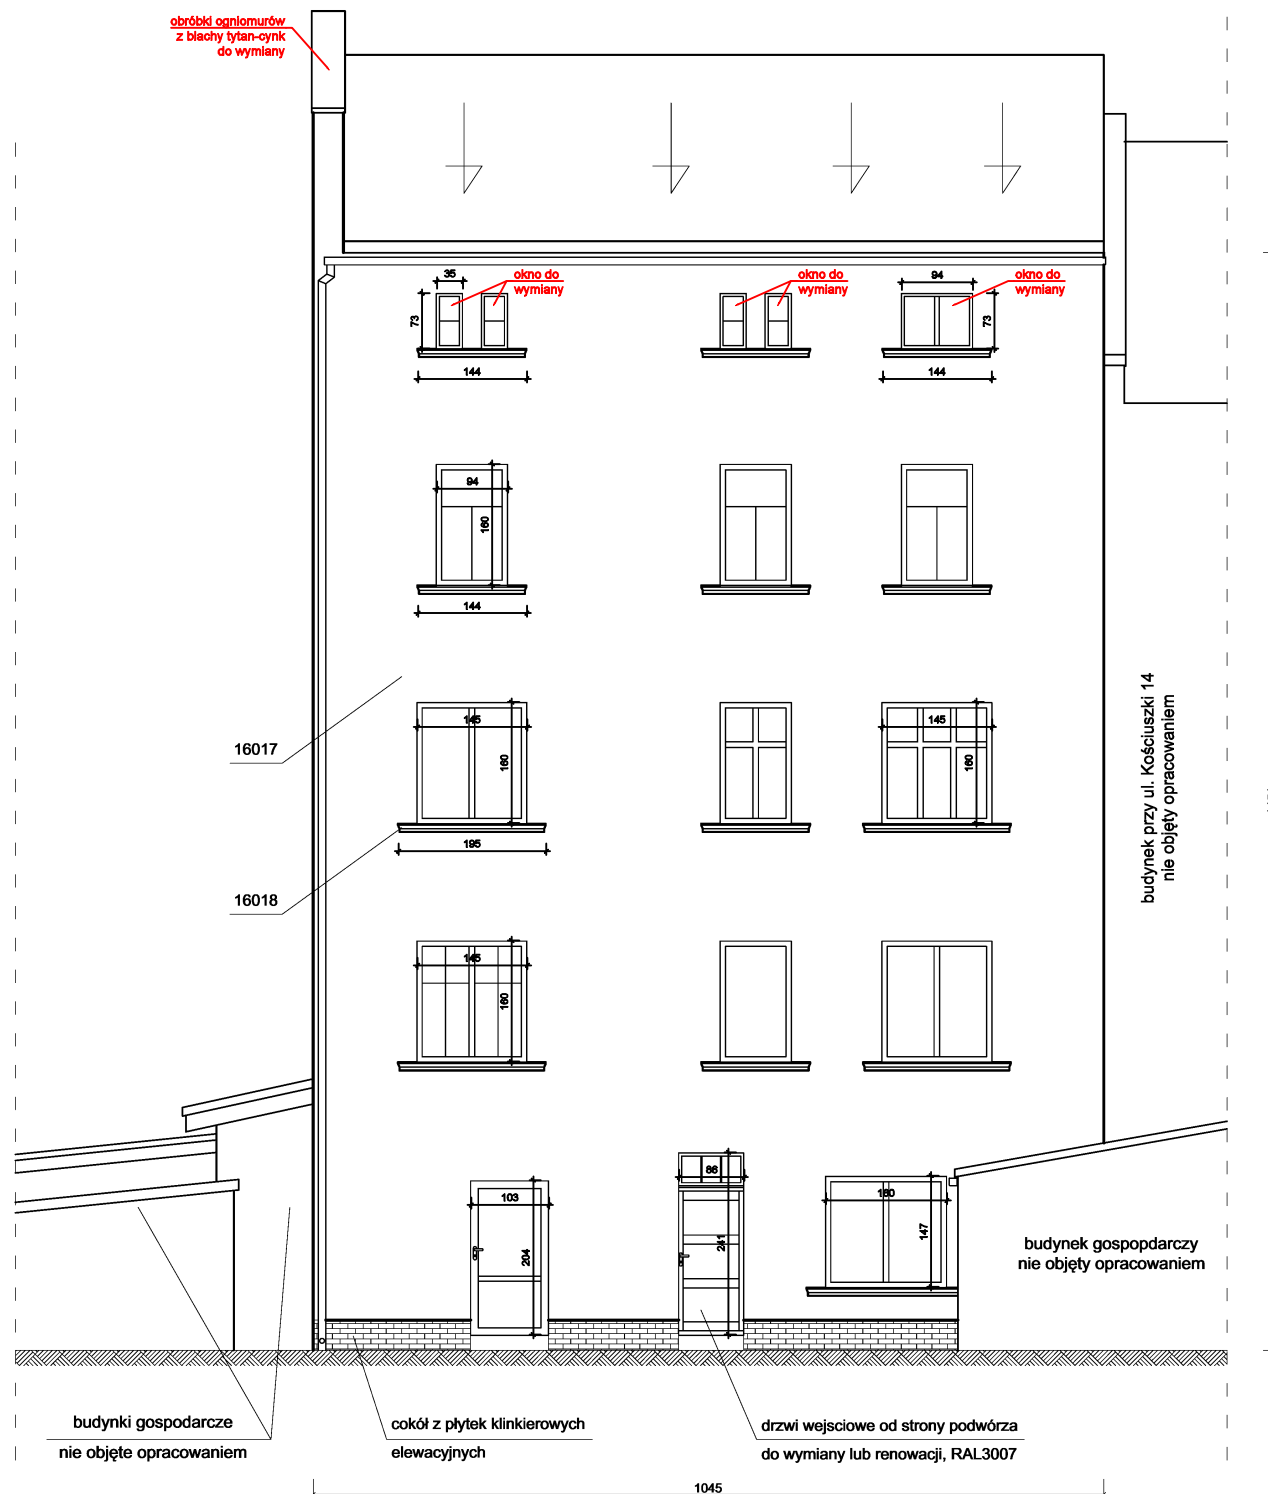 obróbki ogniomurów
z blachy tytan-cynk
do wymiany
35
okno do
wymiany
okno do
wymiany
94
okno do
wymiany
73
73
144
144
94
160
144
145
160
145
160
16017
195
16018
budynek przy ul. Kościuszki 14
nie objęty opracowaniem
145
160
103
204
86
241
160
147
budynek gospopdarczy
nie objęty opracowaniem
budynki gospodarcze
nie objęte opracowaniem
cokół z płytek klinkierowych
elewacyjnych
drzwi wejsciowe od strony podwórza
do wymiany lub renowacji, RAL3007
1045